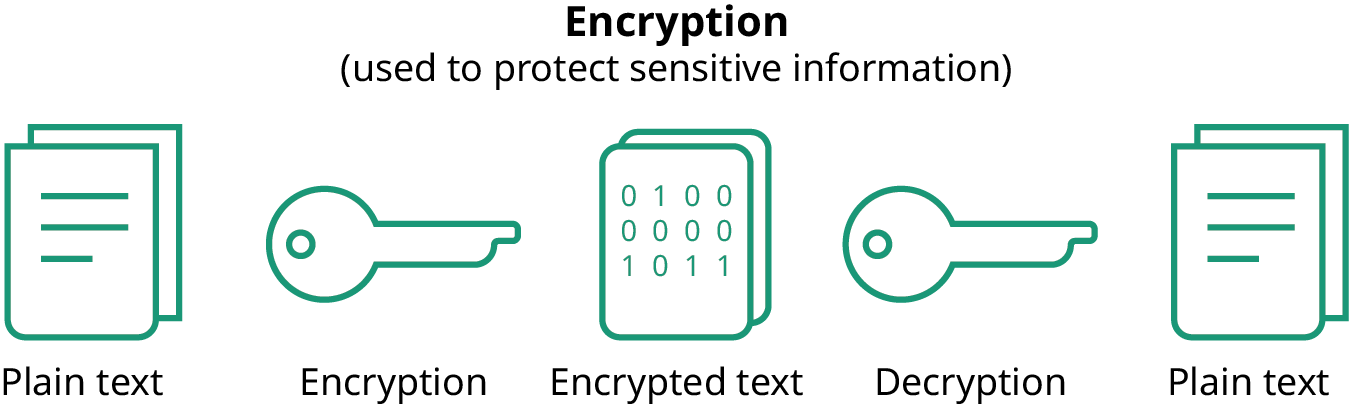 Encryption
(used to protect sensitive information)
0 1 0 0
0 0 0 0
1 0 1 1
Plain text
Encryption
Encrypted text
Decryption
Plain text